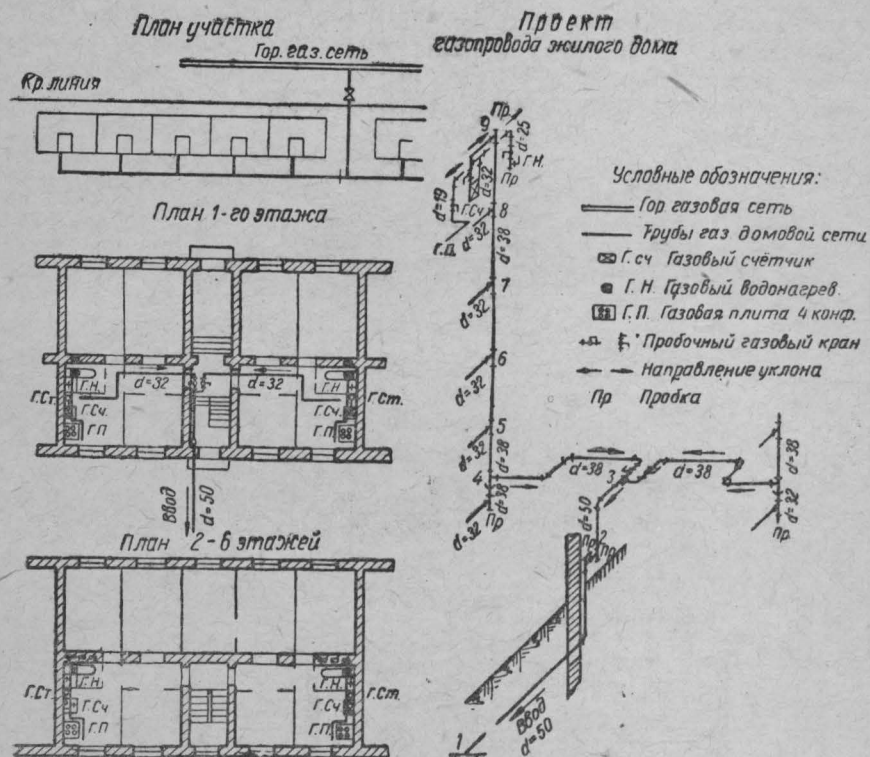 План участка
Гор. газ. сеть
Кр. линия
План 1-го этажа
d=32
d=32
Г.Н.
Г.Н
Г.Ст.
Г.Ст.
Г.Сч.
Г.Сч.
Г.П
Г.П
Ввод
d=50
План 2-6 этажей
Г.Ст.
Г.Ст.
Г.Н.
Г.Н.
Г.Сч
Г.Сч
Г.П
Г.П
Проект
газопровода жилого дома
Пр.
9
d=25
Г.Н.
Пр
d=32
d=19
Г.Сч
Г.П.
8
d=32
d=38
7
d=32
6
d=32
5
d=32
d=38
4
d=38
Пр
d=32
d=38
3
d=38
d=50
Пр
2
Пр
d=38
d=32
Пр.
Ввод
d=50
1
Условные обозначения:
Гор. газовая сеть
Трубы газ. домовой сети
Г.сч Газовый счётчик
Г.Н. Газовый водонагрев.
Г.П. Газовая плита 4 конф.
Пробочный газовый кран
Направление уклона
Пр Пробка